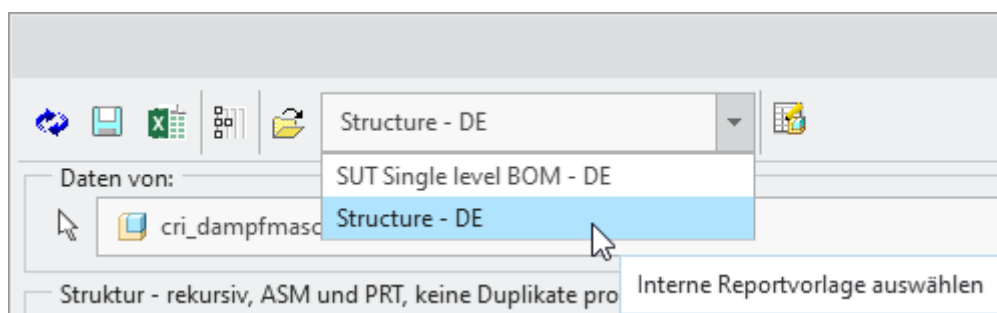 Structure - DE
SUT Single level BOM - DE
Daten von:
Structure - DE
cri_dampfmasc
Interne Reportvorlage auswählen
Struktur - rekursiv, ASM und PRT, keine Duplikate pro